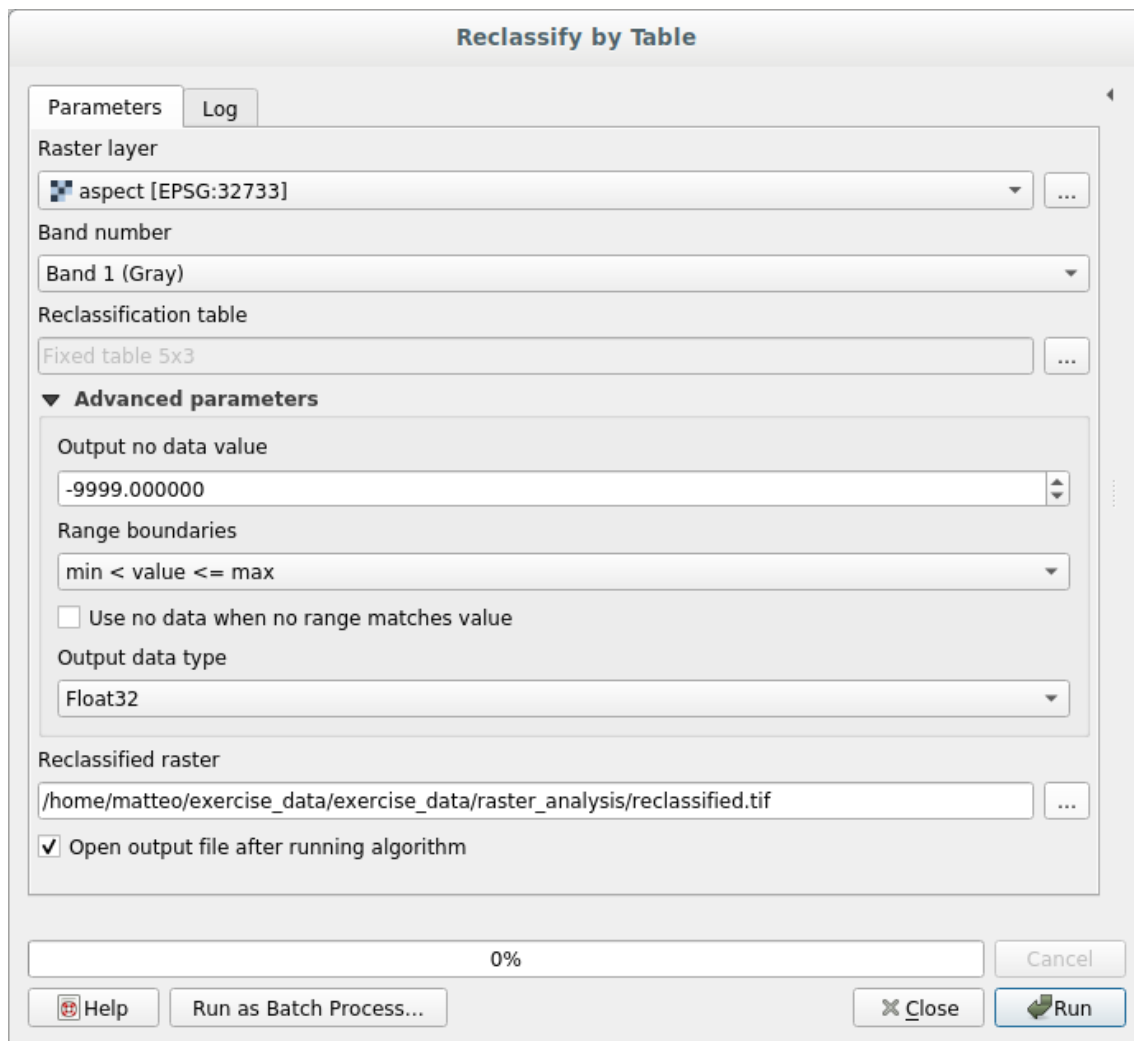 Reclassify by Table
Parameters Log
Raster layer
aspect [EPSG:32733] ...
Band number
Band 1 (Gray)
Reclassification table
Fixed table 5x3 ...
Advanced parameters
Output no data value
-9999.000000
Range boundaries
min < value <= max
Use no data when no range matches value
Output data type
Float32
Reclassified raster
/home/matteo/exercise_data/exercise_data/raster_analysis/reclassified.tif ...
Open output file after running algorithm
0% Cancel
Help Run as Batch Process... Close Run